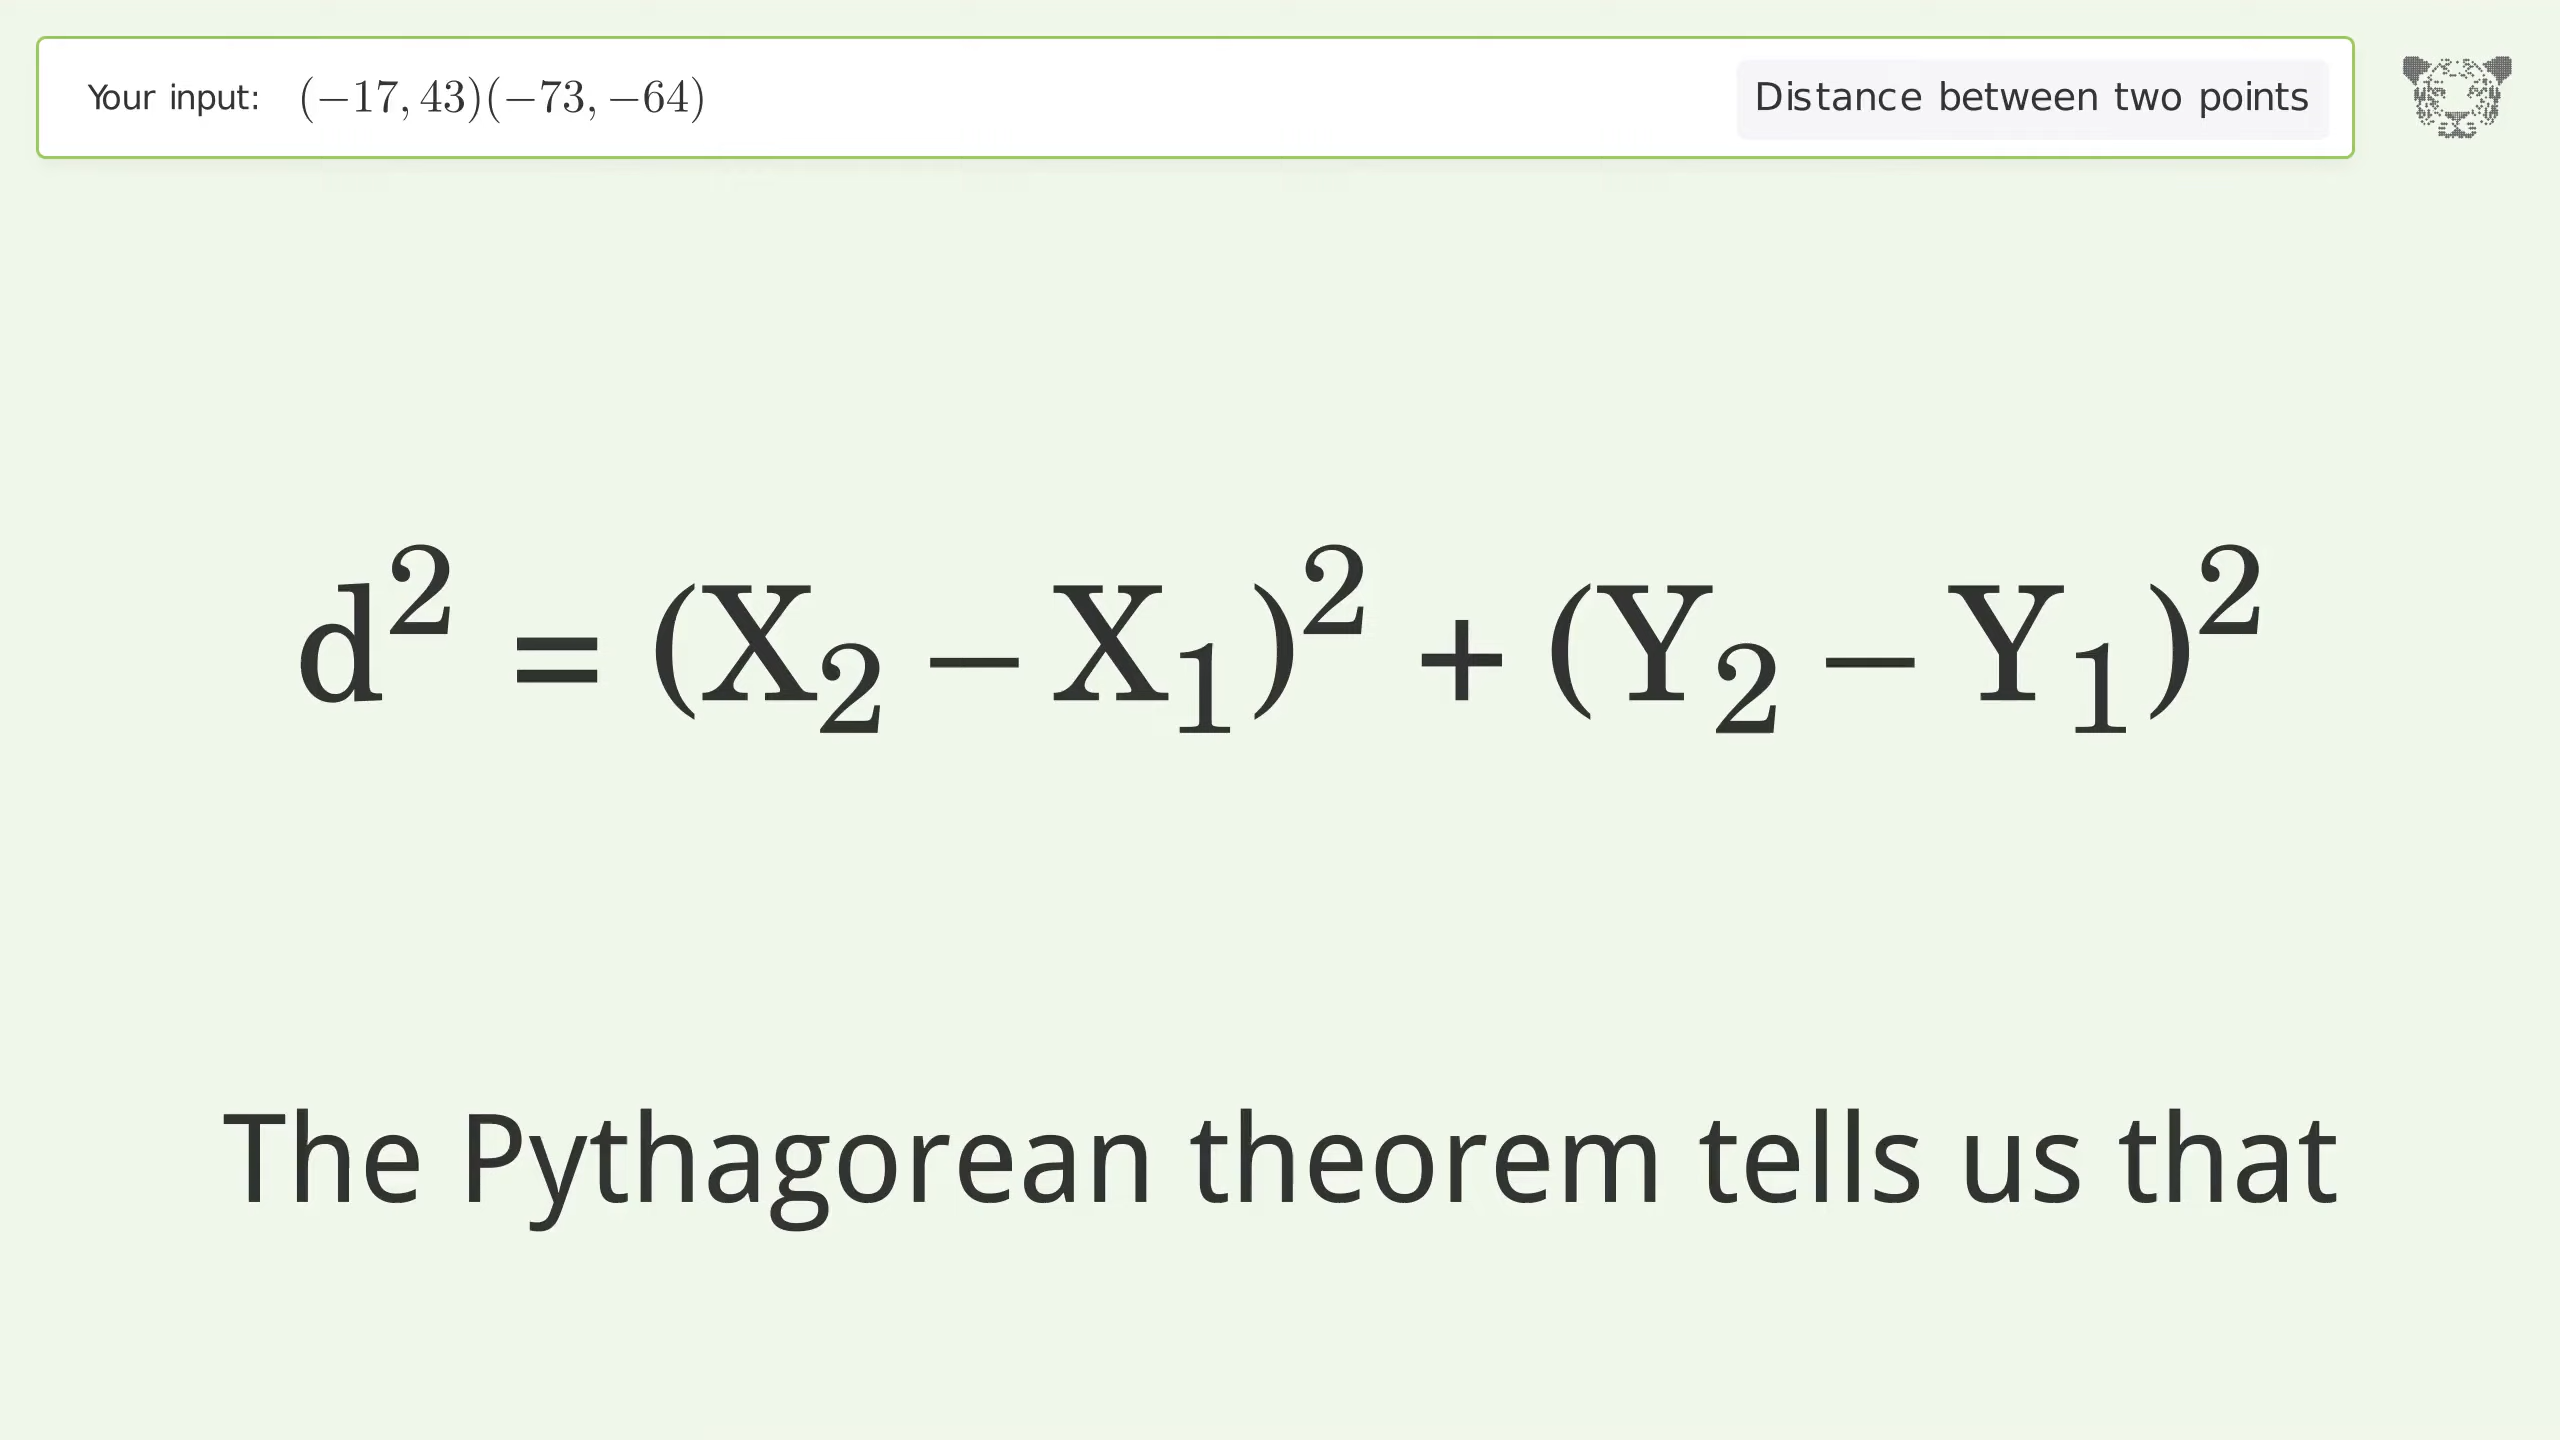 Your input: (−17, 43)(−73, −64) Distance between two points
d² = (X₂ − X₁)² + (Y₂ − Y₁)²
The Pythagorean theorem tells us that